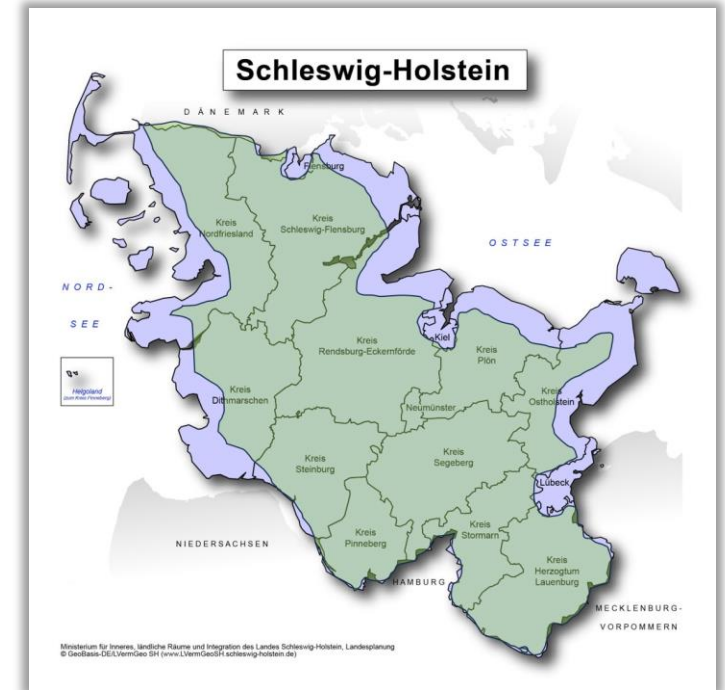 Schleswig-Holstein
DÄNEMARK
Flensburg
Kreis
Nordfriesland
Kreis
Schleswig-Flensburg
OSTSEE
NORD-
SEE
Kiel
Kreis
Rendsburg-Eckernförde
Kreis
Plön
Helgoland
(zum Kreis Pinneberg)
Kreis
Dithmarschen
Neumünster
Kreis
Ostholstein
Kreis
Steinburg
Kreis
Segeberg
Lübeck
NIEDERSACHSEN
Kreis
Pinneberg
Kreis
Stormarn
HAMBURG
Kreis
Herzogtum
Lauenburg
MECKLENBURG-
VORPOMMERN
Ministerium für Inneres, ländliche Räume und Integration des Landes Schleswig-Holstein, Landesplanung
© GeoBasis-DE/LVermGeo SH (www.LVermGeoSH.schleswig-holstein.de)